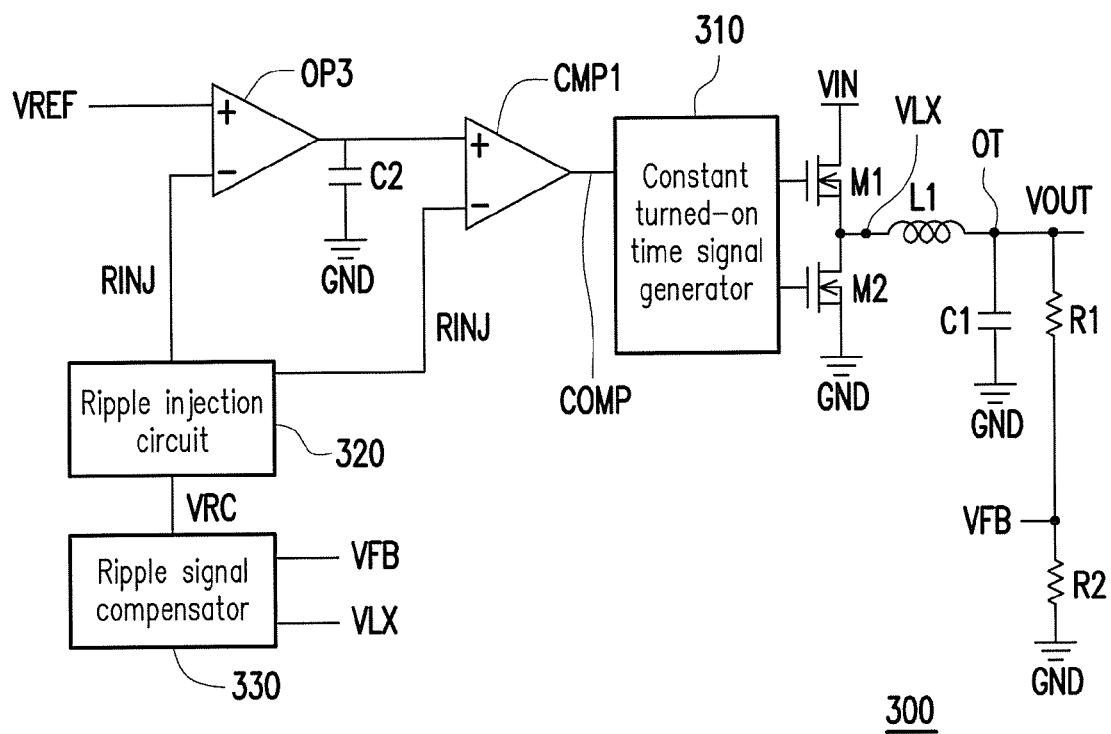 310
OP3
CMP1
VIN
VLX
VREF
OT
+
-
+
-
C2
Constant
turned-on
time signal
generator
M1
L1
VOUT
GND
RINJ
M2
RINJ
C1
R1
COMP
GND
GND
Ripple injection
circuit
320
VRC
VFB
Ripple signal
compensator
VFB
VLX
R2
330
GND
300